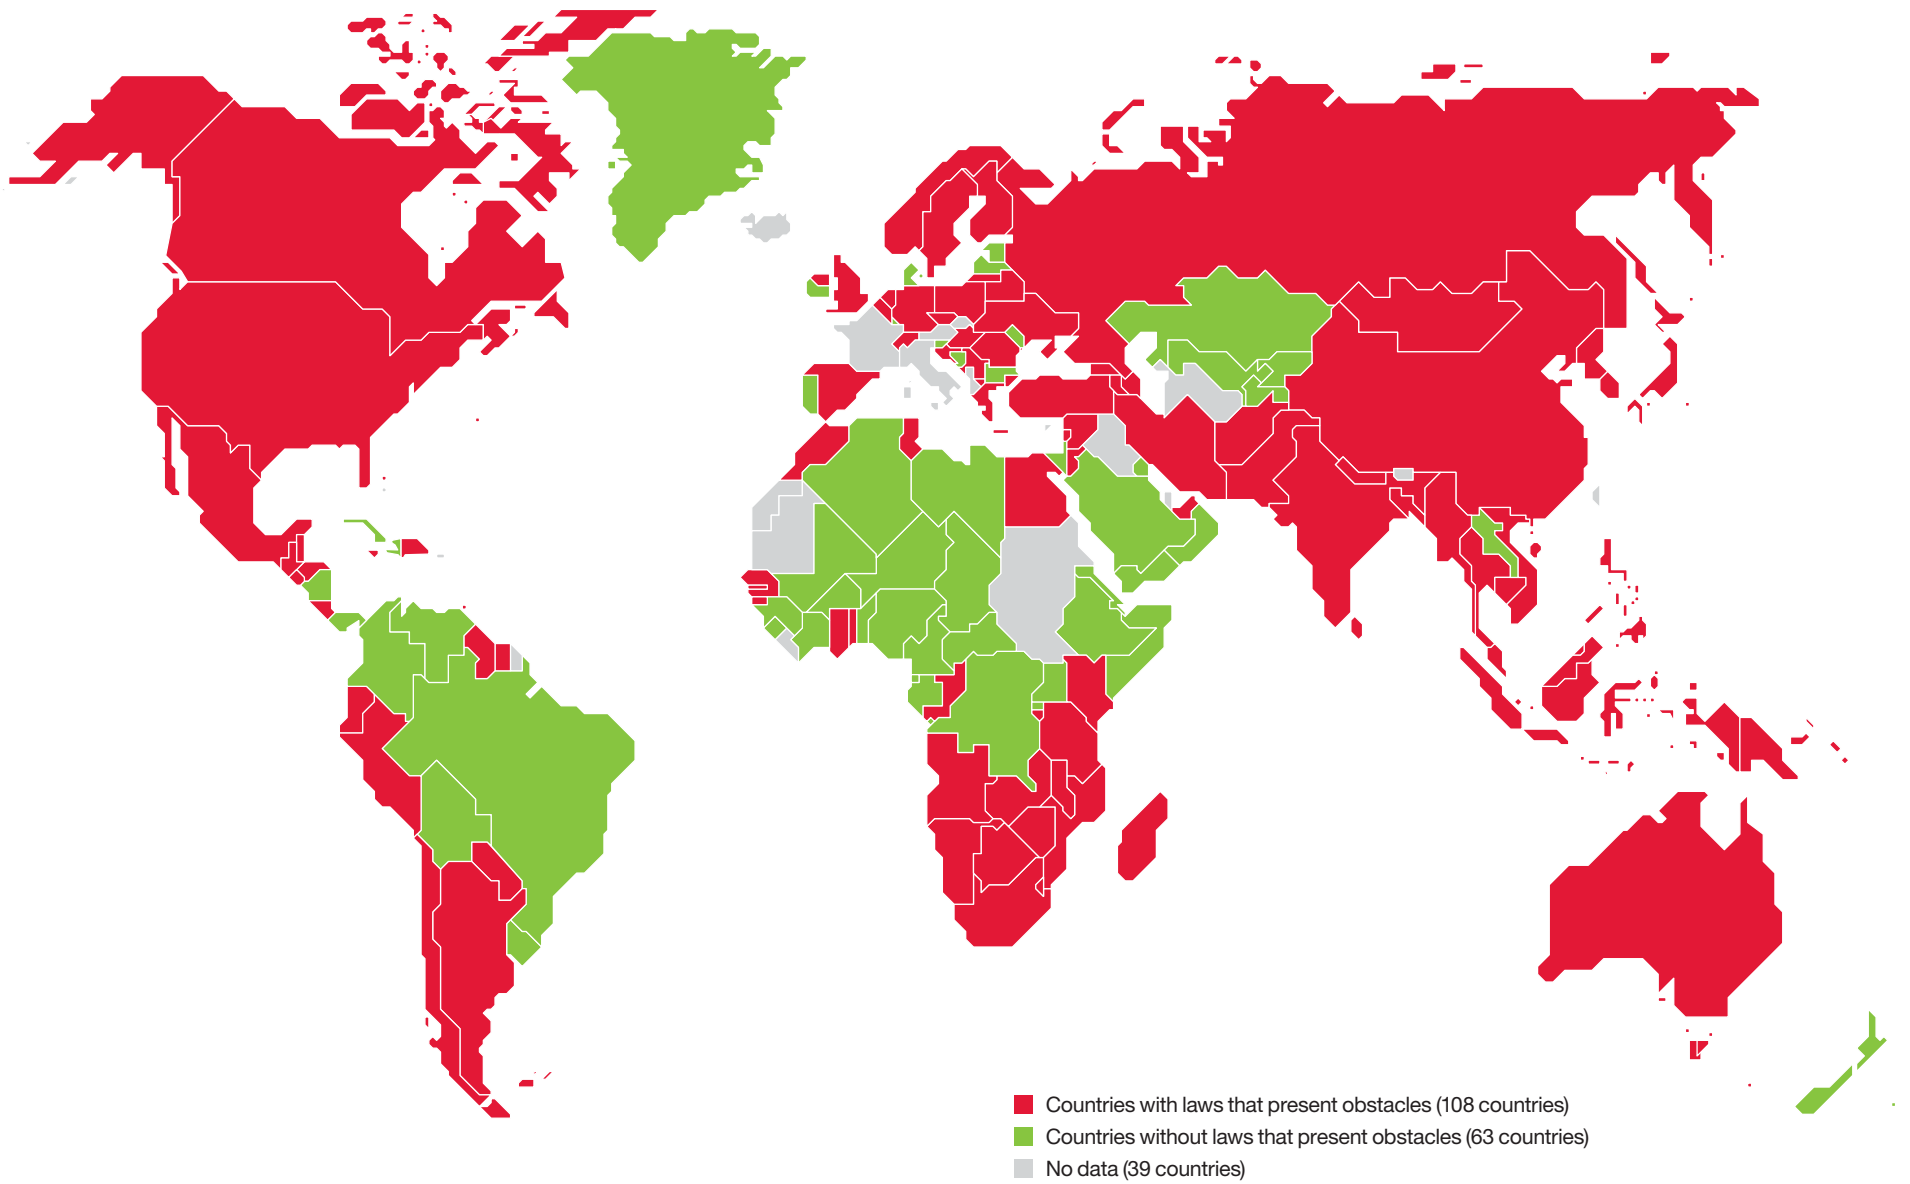 Countries with laws that present obstacles (108 countries)
Countries without laws that present obstacles (63 countries)
No data (39 countries)